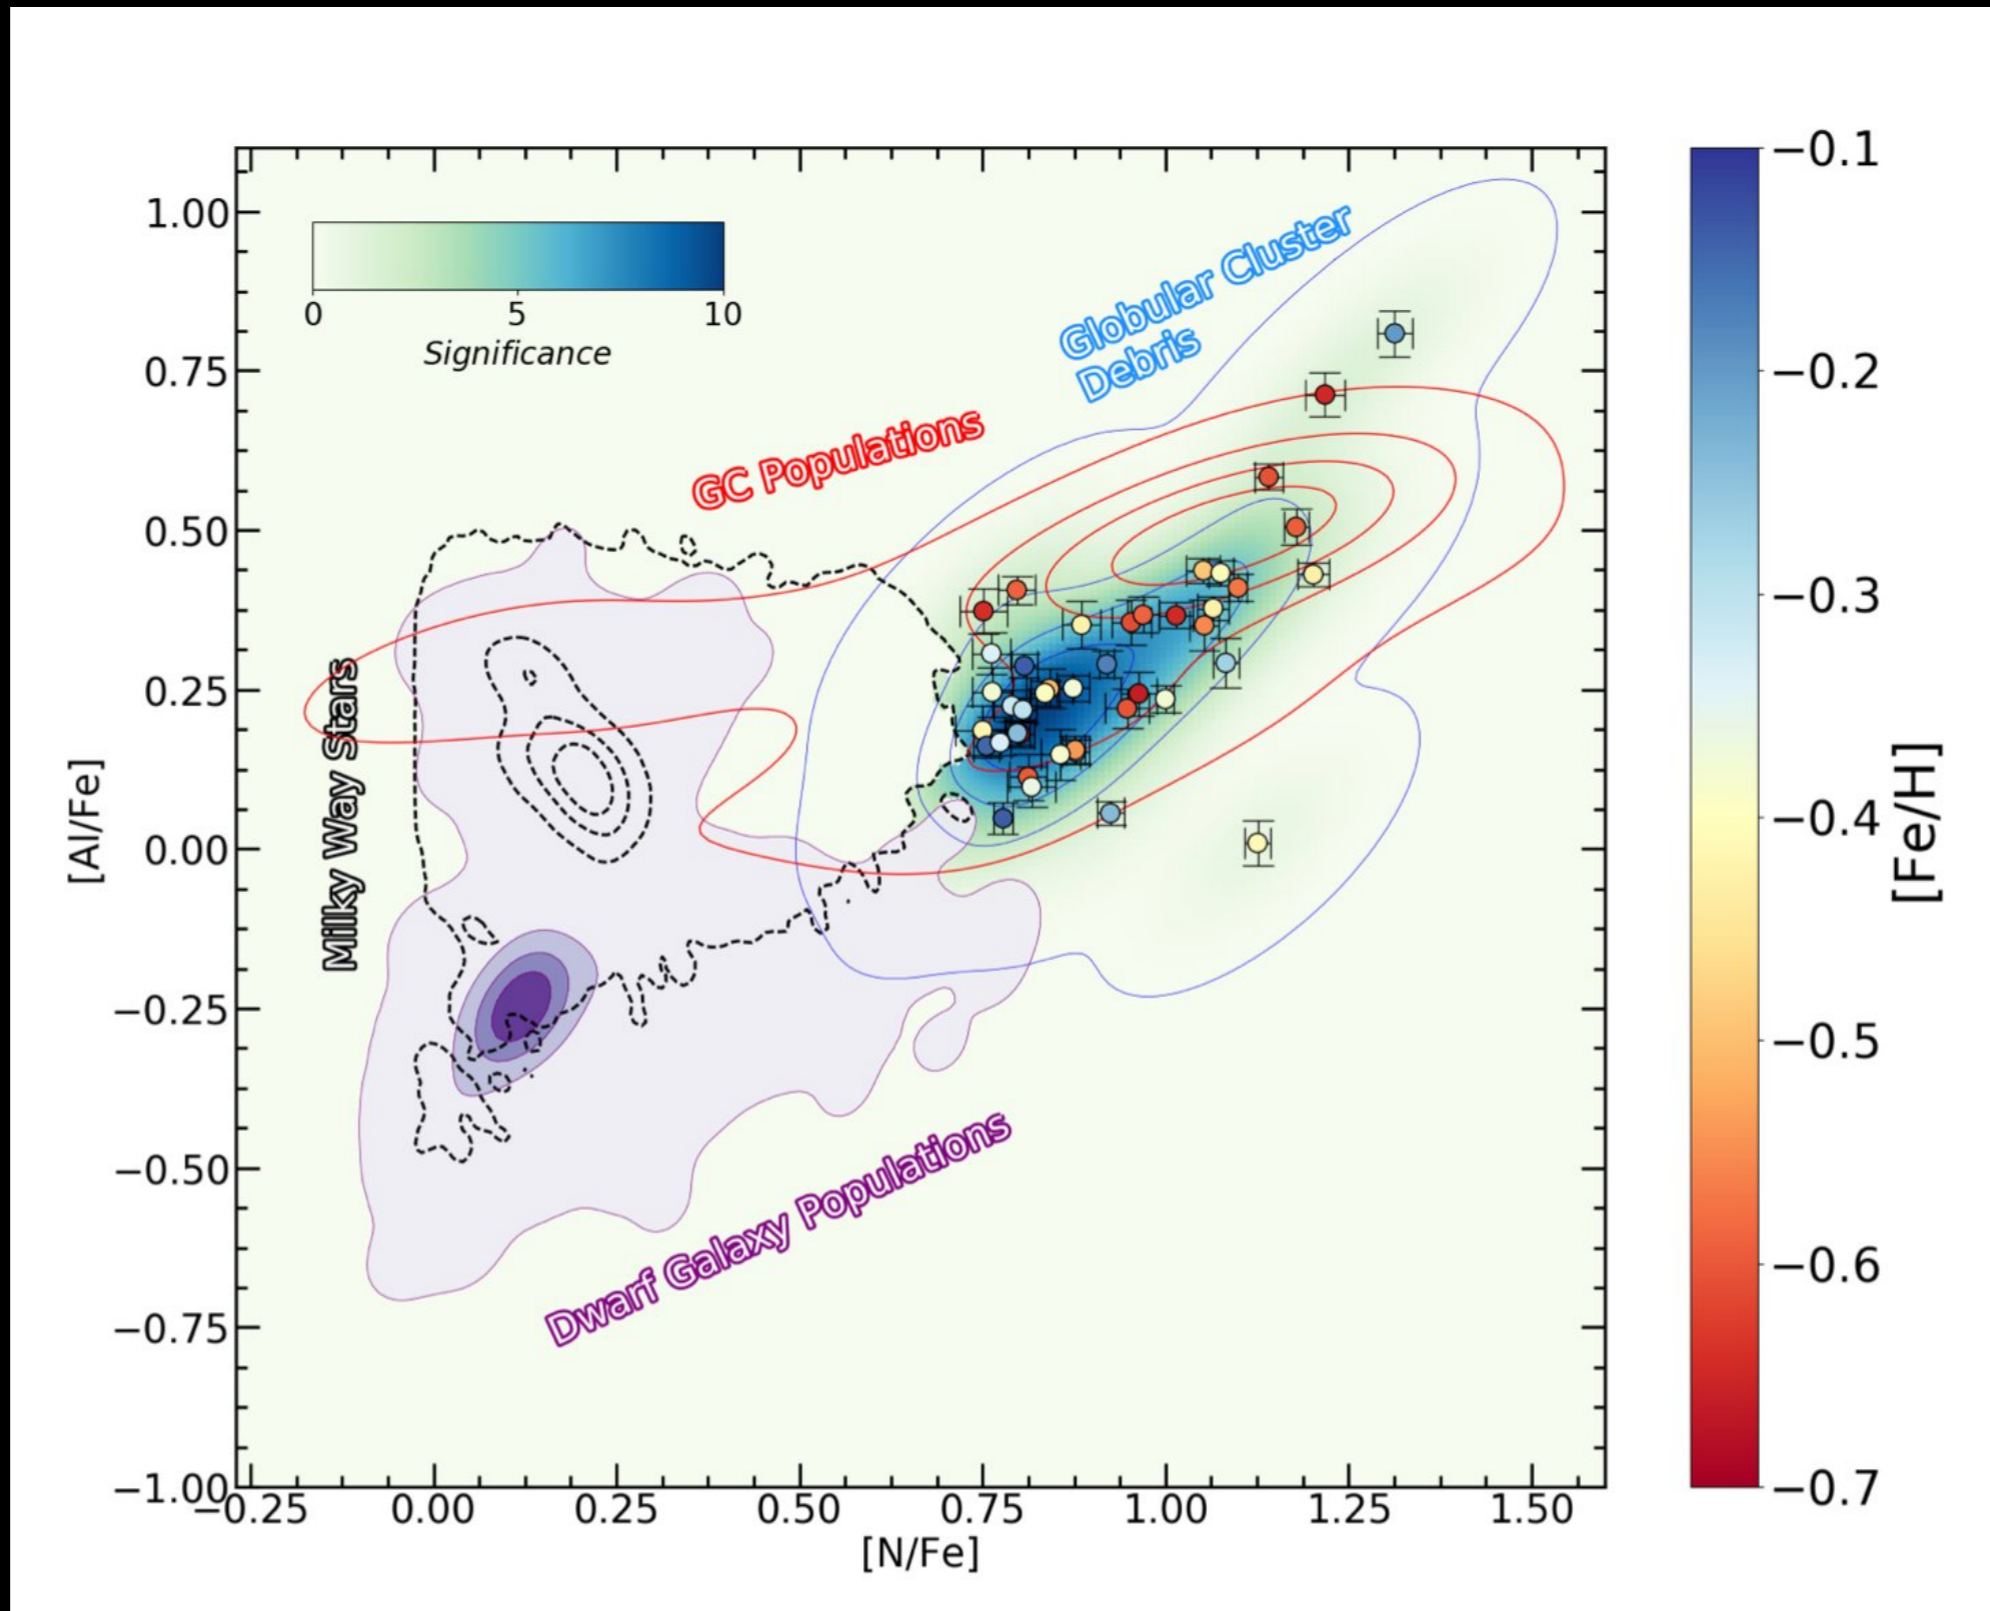 1.00
0.75
0.50
0.25
0.00
−0.25
−0.50
−0.75
−1.00
[Al/Fe]
0 5 10
Significance
Globular Cluster
Debris
GC Populations
Milky Way Stars
Dwarf Galaxy Populations
−0.25 0.00 0.25 0.50 0.75 1.00 1.25 1.50
[N/Fe]
−0.1
−0.2
−0.3
−0.4
−0.5
−0.6
−0.7
[Fe/H]